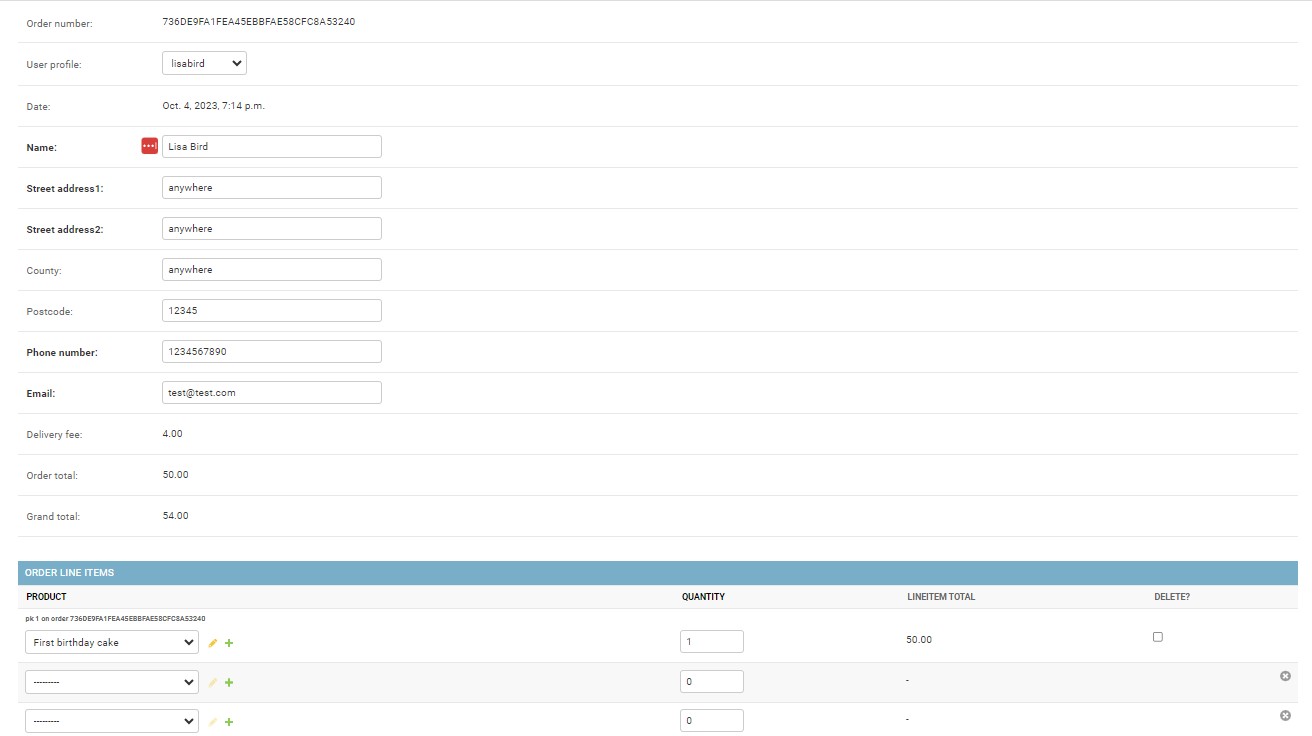 Order number: 736DE9FA1FEA45EBBFAE58CFC8A53240
User profile: lisabird
Date: Oct. 4, 2023, 7:14 p.m.
Name: Lisa Bird
Street address1: anywhere
Street address2: anywhere
County: anywhere
Postcode: 12345
Phone number: 1234567890
Email: test@test.com
Delivery fee: 4.00
Order total: 50.00
Grand total: 54.00
ORDER LINE ITEMS
PRODUCT QUANTITY LINEITEM TOTAL DELETE?
pk 1 on order 736DE9FA1FEA45EBBFAE58CFC8A53240
First birthday cake 1 50.00
--------- 0 -
--------- 0 -